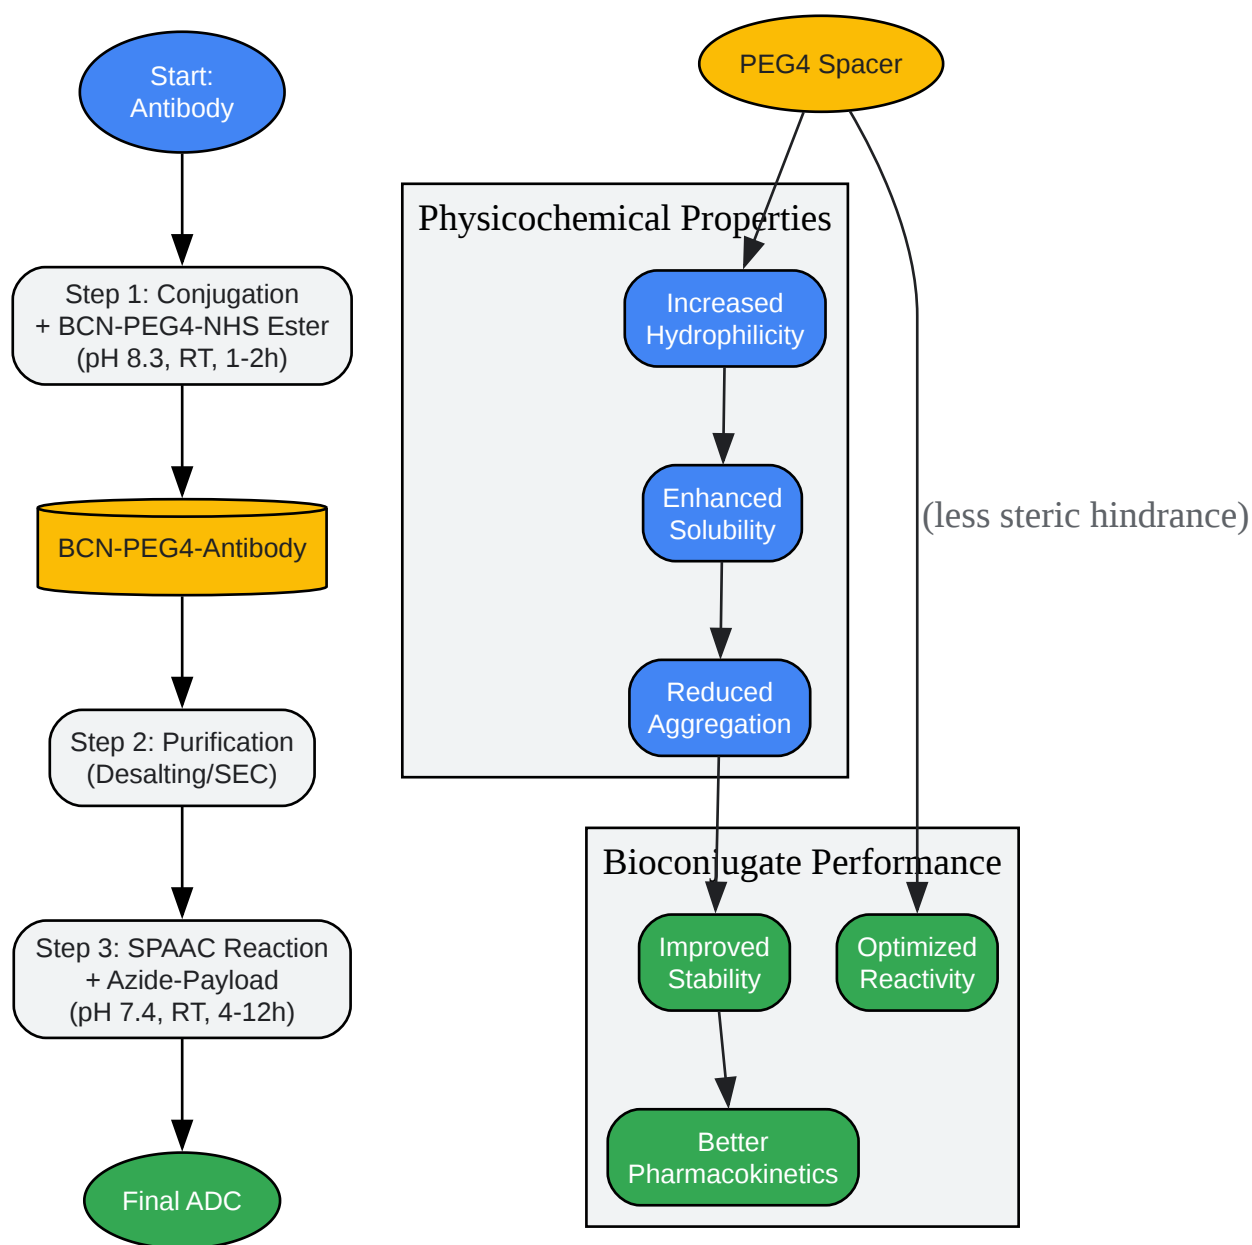 Start:
Antibody
Step 1: Conjugation
+ BCN-PEG4-NHS Ester
(pH 8.3, RT, 1-2h)
BCN-PEG4-Antibody
Step 2: Purification
(Desalting/SEC)
Step 3: SPAAC Reaction
+ Azide-Payload
(pH 7.4, RT, 4-12h)
Final ADC
PEG4 Spacer
Physicochemical Properties
Increased
Hydrophilicity
Enhanced
Solubility
Reduced
Aggregation
(less steric hindrance)
Bioconjugate Performance
Improved
Stability
Optimized
Reactivity
Better
Pharmacokinetics